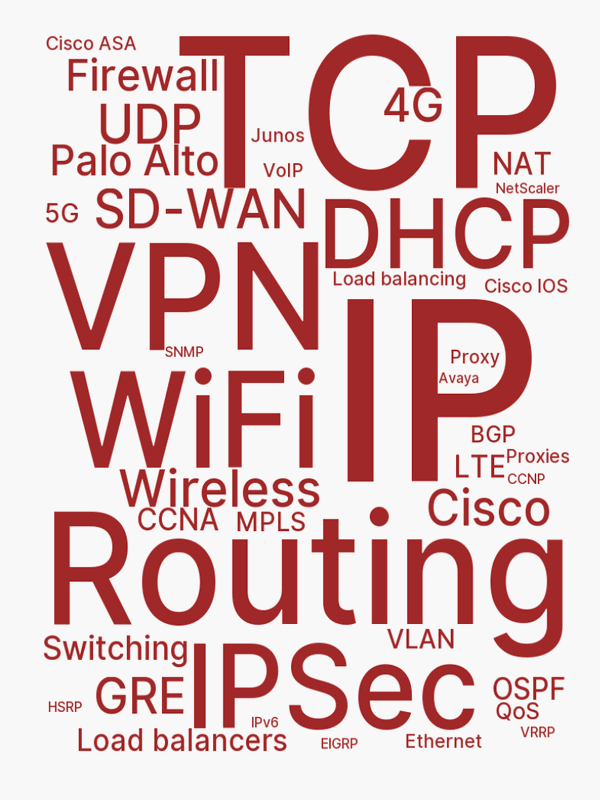 Cisco ASA
TCP
Firewall
4G
UDP
Junos
Palo Alto
VoIP
NAT
NetScaler
5G
SD-WAN
DHCP
VPN
Load balancing
Cisco IOS
IP
SNMP
Proxy
Avaya
WiFi
BGP
LTE
Proxies
CCNP
Wireless
Cisco
CCNA
MPLS
Routing
VLAN
Switching
IPSec
GRE
OSPF
HSRP
QoS
IPv6
VRRP
Load balancers
EIGRP
Ethernet